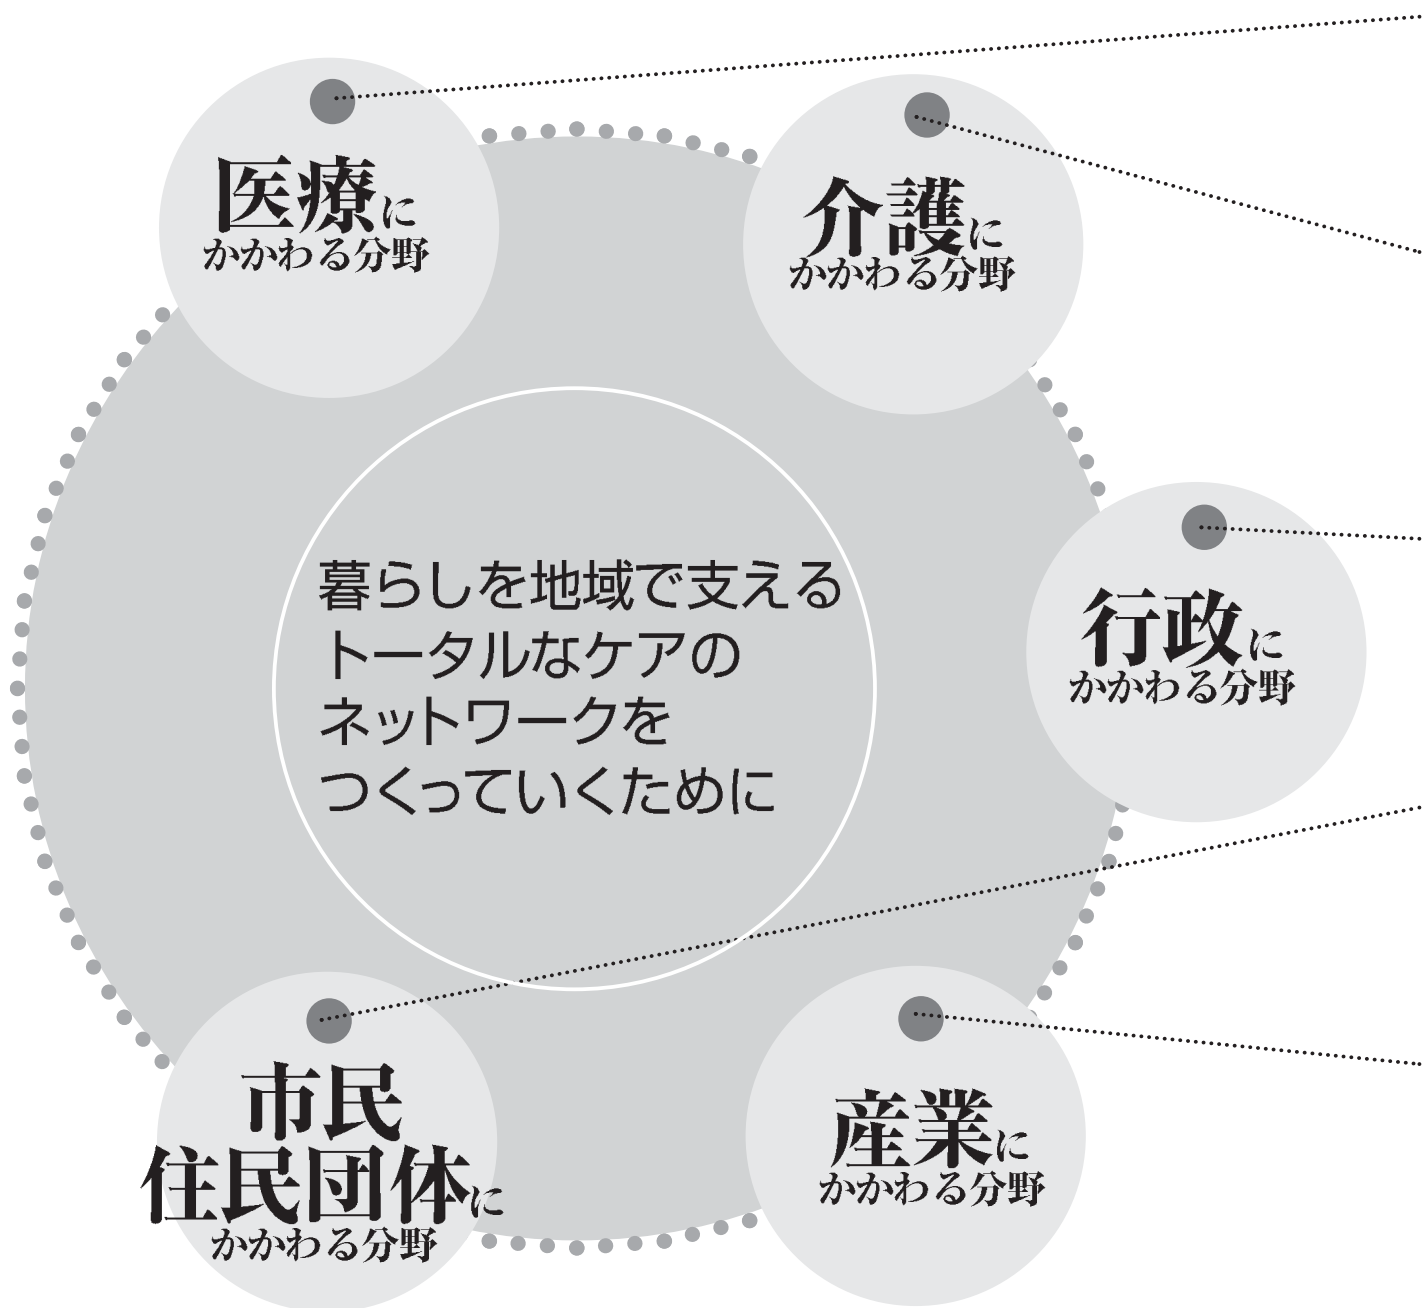 医療に
かかわる分野
介護に
かかわる分野
暮らしを地域で支える
トータルなケアの
ネットワークを
つくっていくために
行政に
かかわる分野
市民
住民団体に
かかわる分野
産業に
かかわる分野